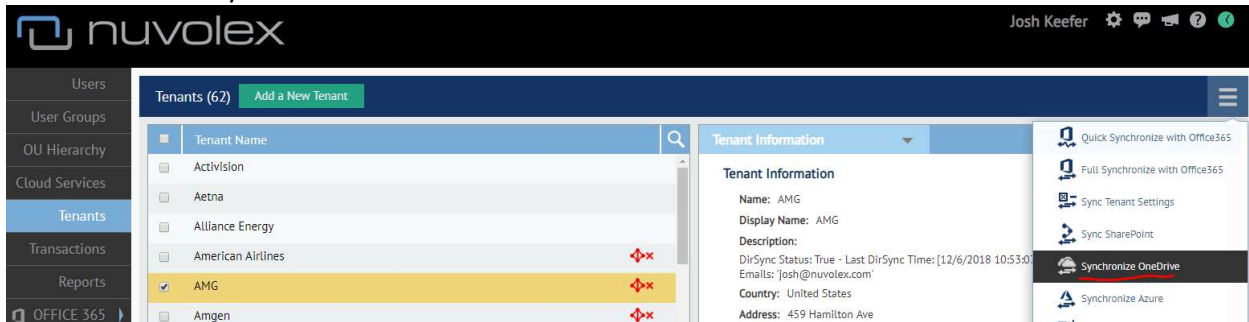 nuvolex
Josh Keefer
Users
User Groups
OU Hierarchy
Cloud Services
Tenants
Transactions
Reports
OFFICE 365
Tenants (62) Add a New Tenant
Tenant Name
Activision
Aetna
Alliance Energy
American Airlines
AMG
Amgen
Tenant Information
Tenant Information
Name: AMG
Display Name: AMG
Description:
DirSync Status: True - Last DirSync Time: [12/6/2018 10:53:0
Emails: 'josh@nuvolex.com'
Country: United States
Address: 459 Hamilton Ave
Quick Synchronize with Office365
Full Synchronize with Office365
Sync Tenant Settings
Sync SharePoint
Synchronize OneDrive
Synchronize Azure